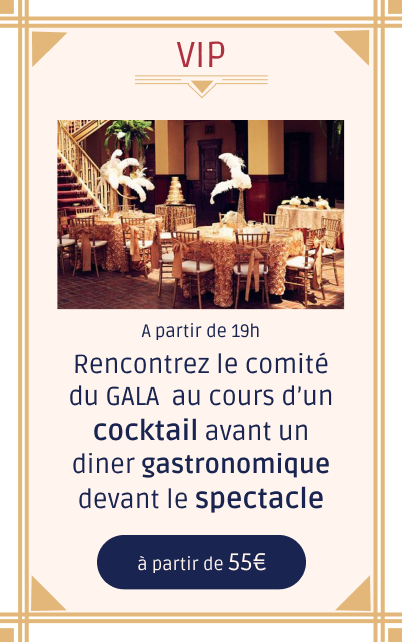 VIP
A partir de 19h
Rencontrez le comité
du GALA au cours d’un
cocktail avant un
diner gastronomique
devant le spectacle
à partir de 55€